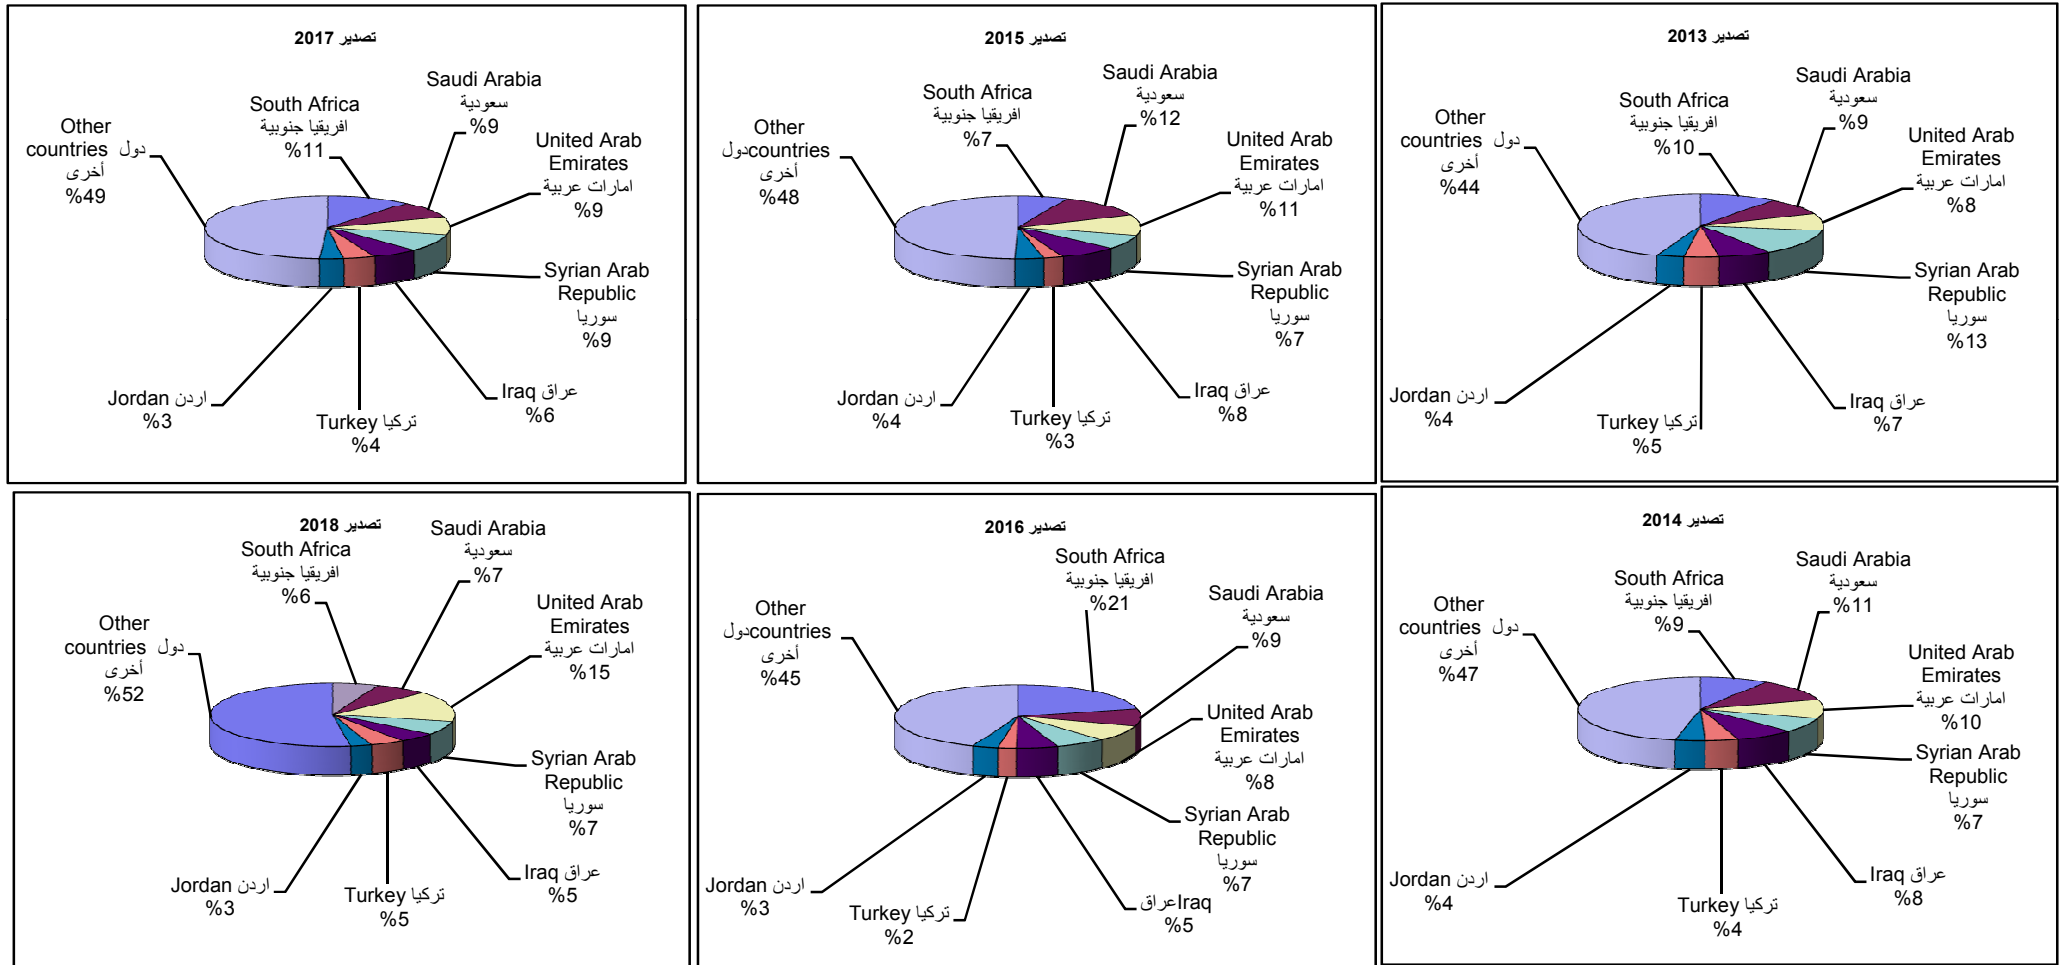 تصدير 2017
Saudi Arabia
سعودية
%9
South Africa
افريقيا جنوبية
%11
Other
countries دول
أخرى
%49
United Arab
Emirates
امارات عربية
%9
Syrian Arab
Republic
سوريا
%9
Iraq عراق
%6
Turkey تركيا
%4
Jordan اردن
%3
تصدير 2015
Saudi Arabia
سعودية
%12
South Africa
افريقيا جنوبية
%7
Other
countriesدول
أخرى
%48
United Arab
Emirates
امارات عربية
%11
Syrian Arab
Republic
سوريا
%7
Iraq عراق
%8
Turkey تركيا
%3
Jordan اردن
%4
تصدير 2013
Saudi Arabia
سعودية
%9
South Africa
افريقيا جنوبية
%10
Other
countries دول
أخرى
%44
United Arab
Emirates
امارات عربية
%8
Syrian Arab
Republic
سوريا
%13
Iraq عراق
%7
Turkey تركيا
%5
Jordan اردن
%4
تصدير 2018
Saudi Arabia
سعودية
%7
South Africa
افريقيا جنوبية
%6
Other
countries دول
أخرى
%52
United Arab
Emirates
امارات عربية
%15
Syrian Arab
Republic
سوريا
%7
Iraq عراق
%5
Turkey تركيا
%5
Jordan اردن
%3
تصدير 2016
South Africa
افريقيا جنوبية
%21
Saudi Arabia
سعودية
%9
Other
countriesدول
أخرى
%45
United Arab
Emirates
امارات عربية
%8
Syrian Arab
Republic
سوريا
%7
عراقIraq
%5
Turkey تركيا
%2
Jordan اردن
%3
تصدير 2014
Saudi Arabia
سعودية
%11
South Africa
افريقيا جنوبية
%9
Other
countries دول
أخرى
%47
United Arab
Emirates
امارات عربية
%10
Syrian Arab
Republic
سوريا
%7
Iraq عراق
%8
Turkey تركيا
%4
Jordan اردن
%4